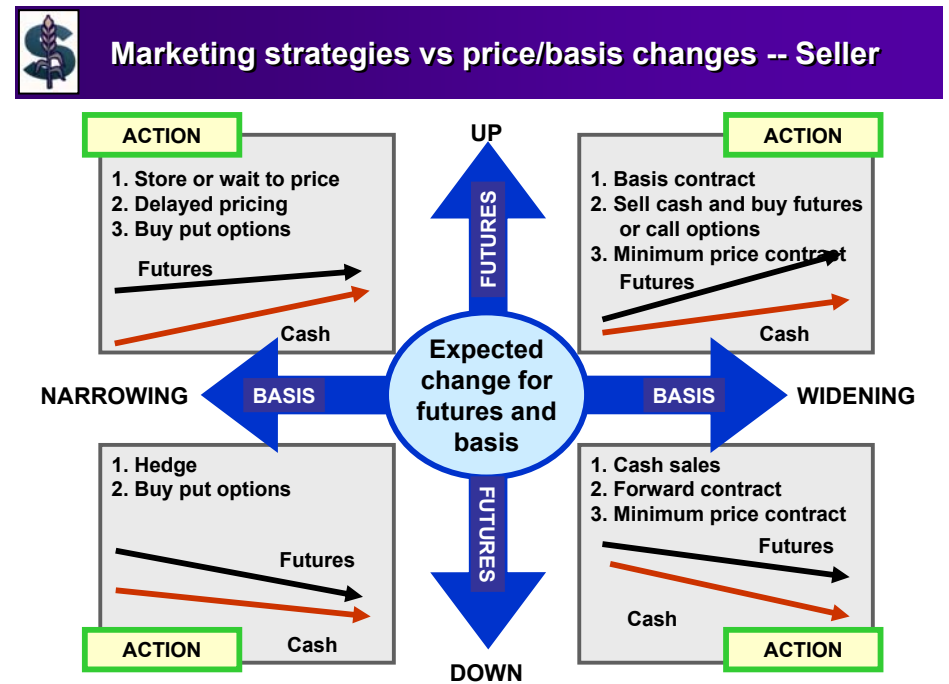 Marketing strategies vs price/basis changes -- Seller
ACTION
1. Store or wait to price
2. Delayed pricing
3. Buy put options
Futures
Cash
UP
FUTURES
ACTION
1. Basis contract
2. Sell cash and buy futures
or call options
3. Minimum price contract
Futures
Cash
NARROWING
BASIS
Expected
change for
futures and
basis
BASIS
WIDENING
1. Hedge
2. Buy put options
Futures
Cash
ACTION
FUTURES
DOWN
1. Cash sales
2. Forward contract
3. Minimum price contract
Futures
Cash
ACTION